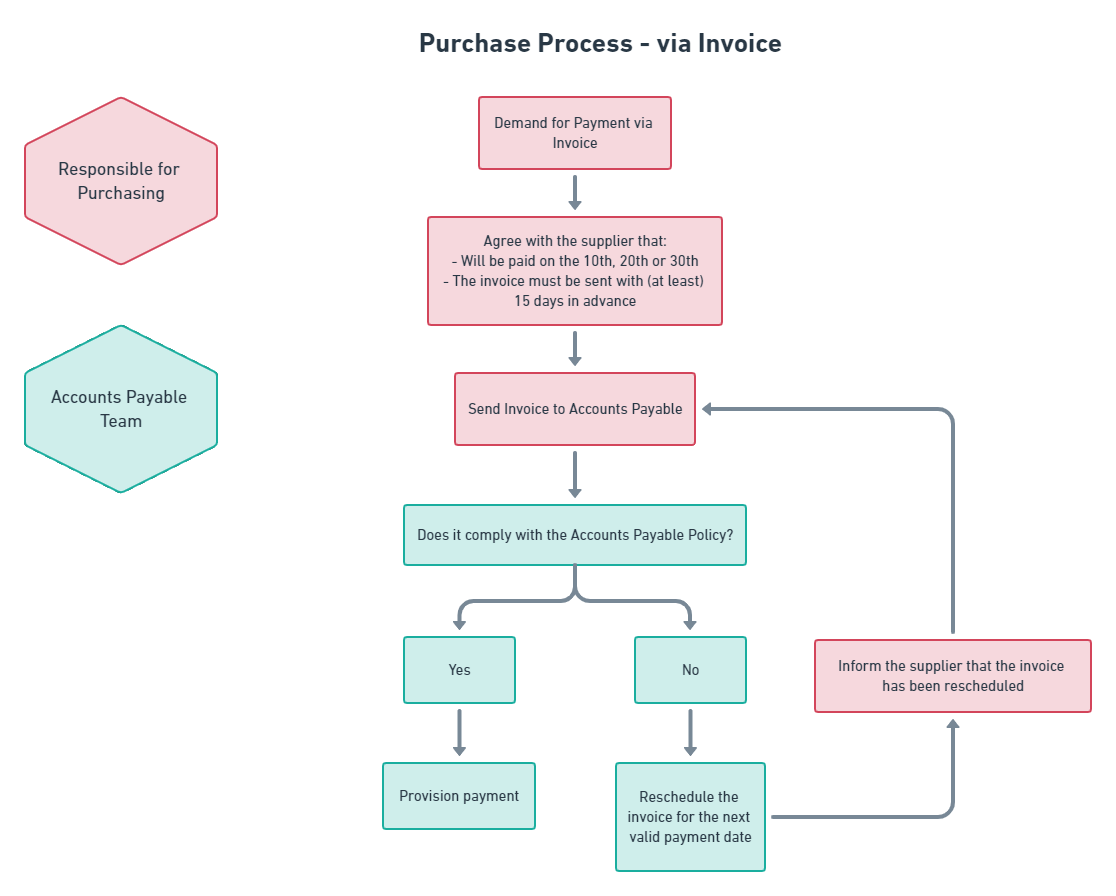 Purchase Process - via Invoice
Responsible for
Purchasing
Accounts Payable
Team
Demand for Payment via
Invoice
Agree with the supplier that:
- Will be paid on the 10th, 20th or 30th
- The invoice must be sent with (at least)
15 days in advance
Send Invoice to Accounts Payable
Does it comply with the Accounts Payable Policy?
Yes
No
Inform the supplier that the invoice
has been rescheduled
Provision payment
Reschedule the
invoice for the next
valid payment date